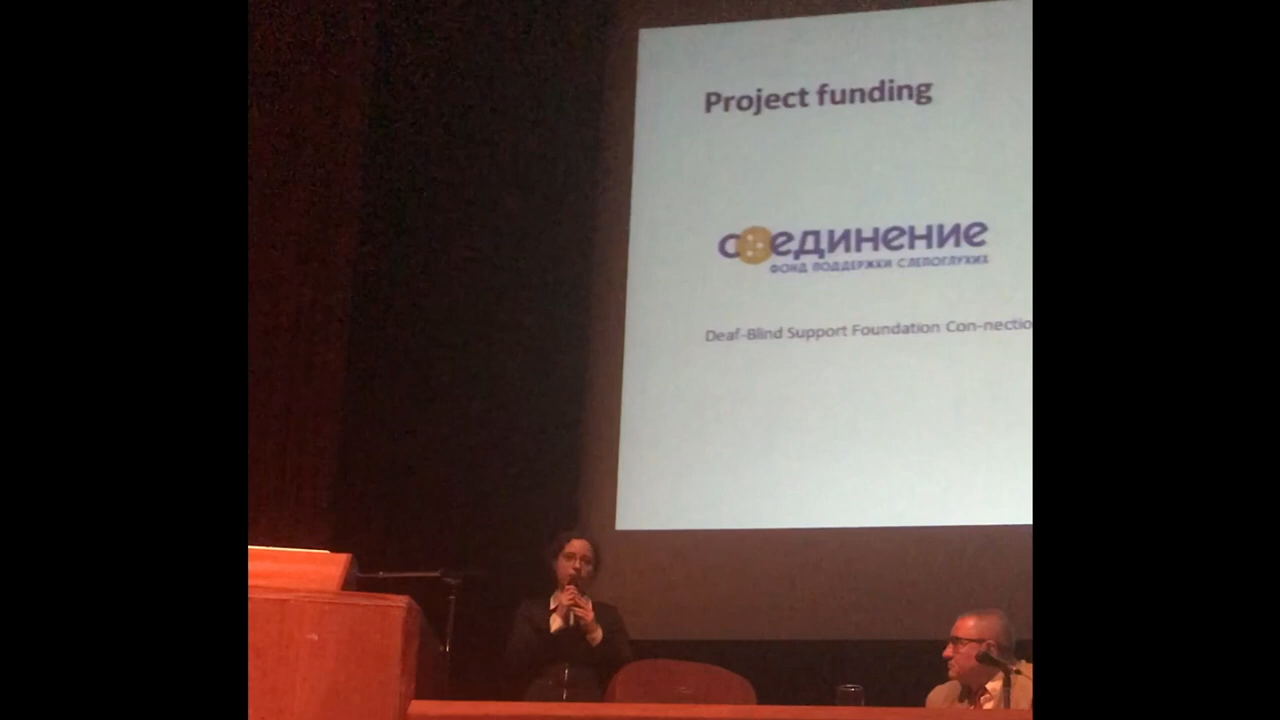 Project funding
соединение
ФОНД ПОДДЕРЖКИ СЛЕПОГЛУХИХ
Deaf-Blind Support Foundation Con-nectio